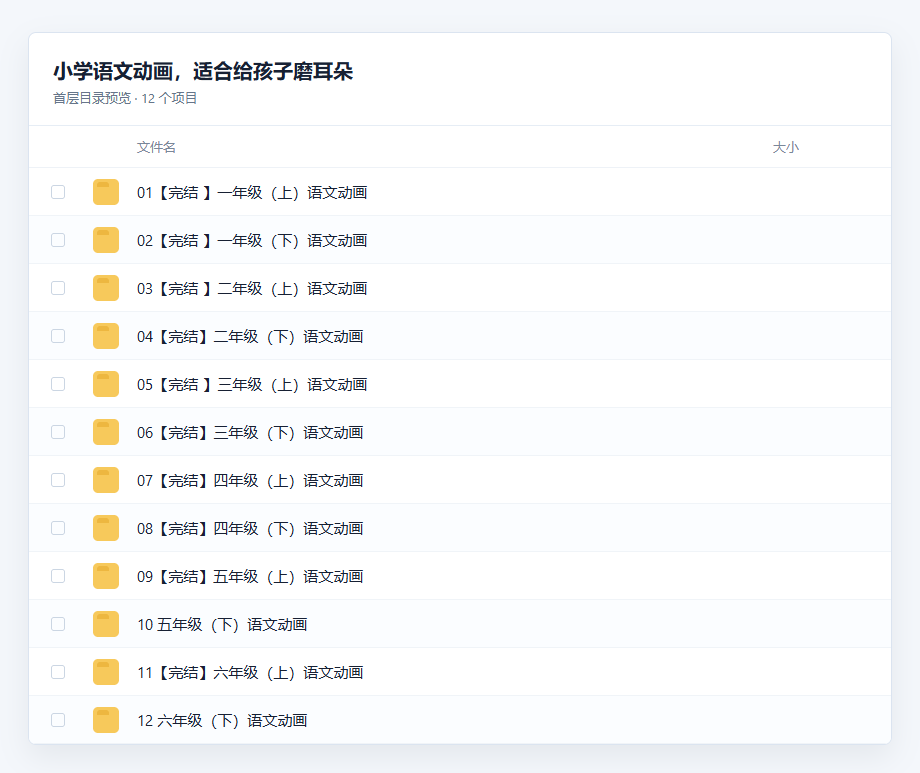 小学语文动画，适合给孩子磨耳朵
首层目录预览 · 12 个项目
文件名 大小
01【完结 】一年级（上）语文动画
02【完结 】一年级（下）语文动画
03【完结 】二年级（上）语文动画
04【完结】二年级（下）语文动画
05【完结 】三年级（上）语文动画
06【完结】三年级（下）语文动画
07【完结】四年级（上）语文动画
08【完结】四年级（下）语文动画
09【完结】五年级（上）语文动画
10 五年级（下）语文动画
11【完结】六年级（上）语文动画
12 六年级（下）语文动画